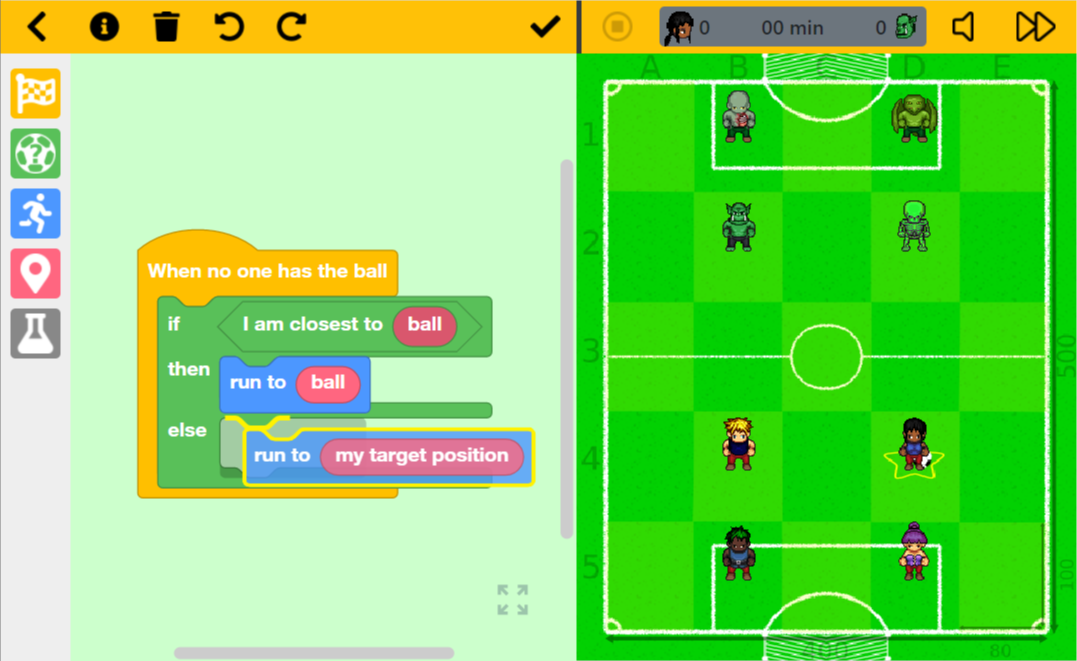 0 00 min 0
When no one has the ball
if I am closest to ball
then run to ball
else run to my target position
A B C D E
1
2
3
4
5
500
100
400
80